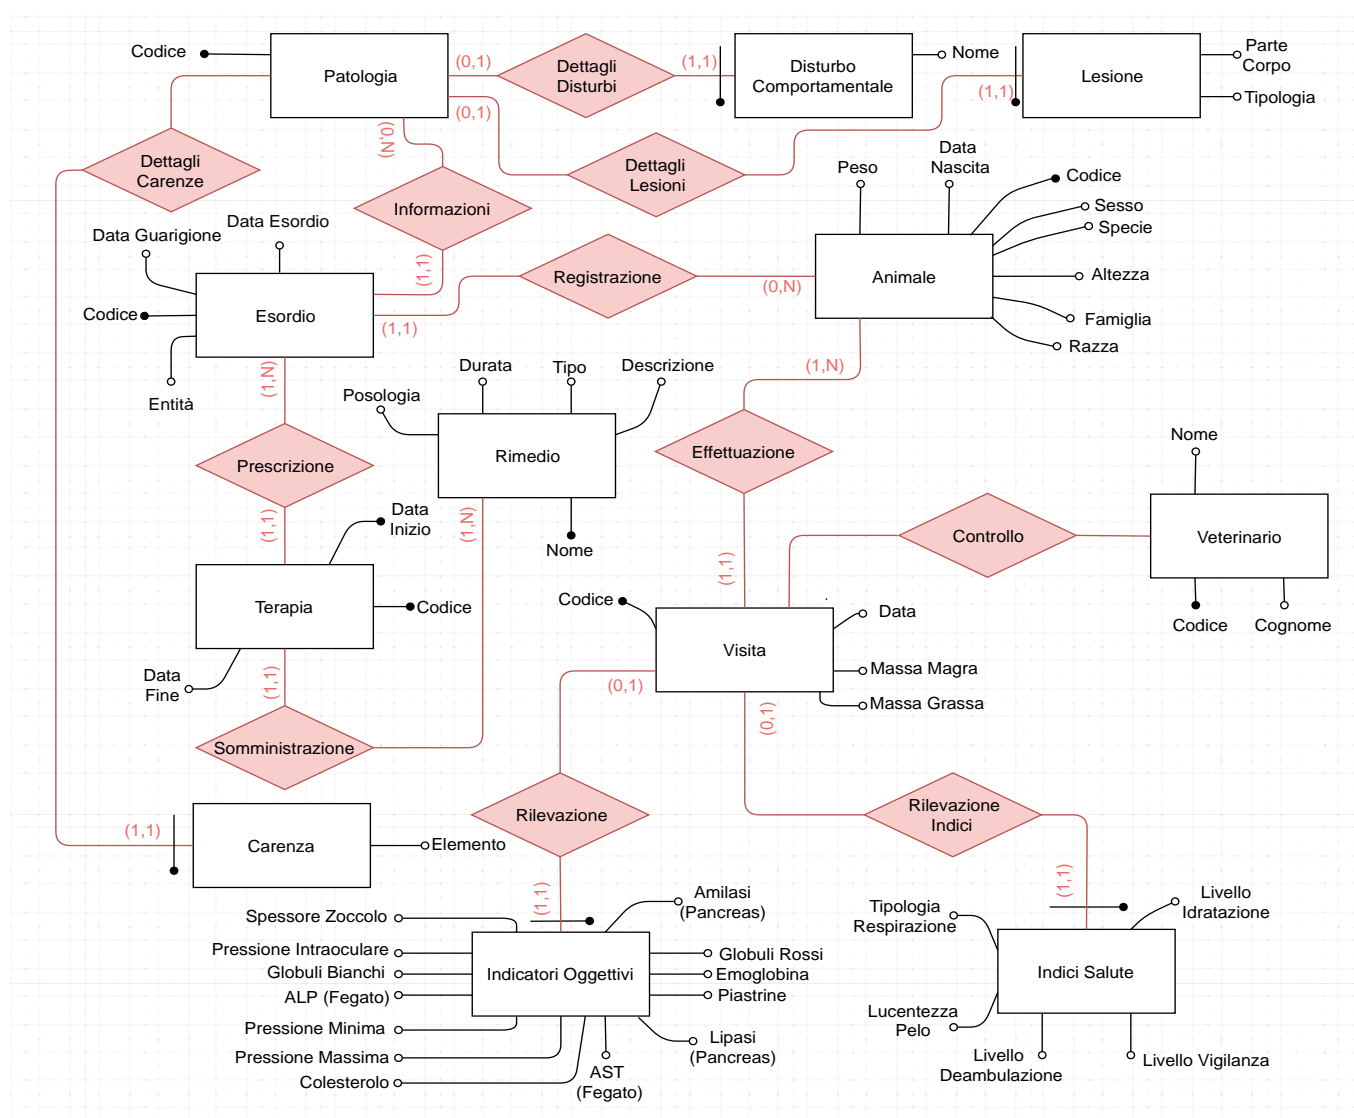 Codice
Patologia
(0,1)
Dettagli
Disturbi
(1,1)
Disturbo
Comportamentale
Nome
Lesione
Parte
Corpo
Tipologia
(1,1)
(0,1)
(0,N)
Dettagli
Carenze
Dettagli
Lesioni
Informazioni
Peso
Data
Nascita
Codice
Sesso
Specie
Animale
Altezza
Famiglia
Razza
Data Guarigione
Data Esordio
(1,1)
Registrazione
(0,N)
Codice
Esordio
(1,1)
Entità
(1,N)
Durata
Tipo
Descrizione
Posologia
Rimedio
(1,N)
Effettuazione
Nome
Prescrizione
(1,N)
Nome
(1,1)
Data
Inizio
Controllo
Veterinario
(1,1)
Terapia
Codice
Codice
Data
Codice
Cognome
Visita
Massa Magra
Massa Grassa
Data
Fine
(1,1)
(0,1)
(0,1)
Somministrazione
Rilevazione
Rilevazione
Indici
(1,1)
Carenza
Elemento
(1,1)
(1,1)
Spessore Zoccolo
Amilasi
(Pancreas)
Tipologia
Respirazione
Livello
Idratazione
Pressione Intraoculare
Globuli Bianchi
ALP (Fegato)
Indicatori Oggettivi
Globuli Rossi
Emoglobina
Piastrine
Indici Salute
Pressione Minima
Pressione Massima
Colesterolo
AST
(Fegato)
Lipasi
(Pancreas)
Lucentezza
Pelo
Livello
Deambulazione
Livello Vigilanza